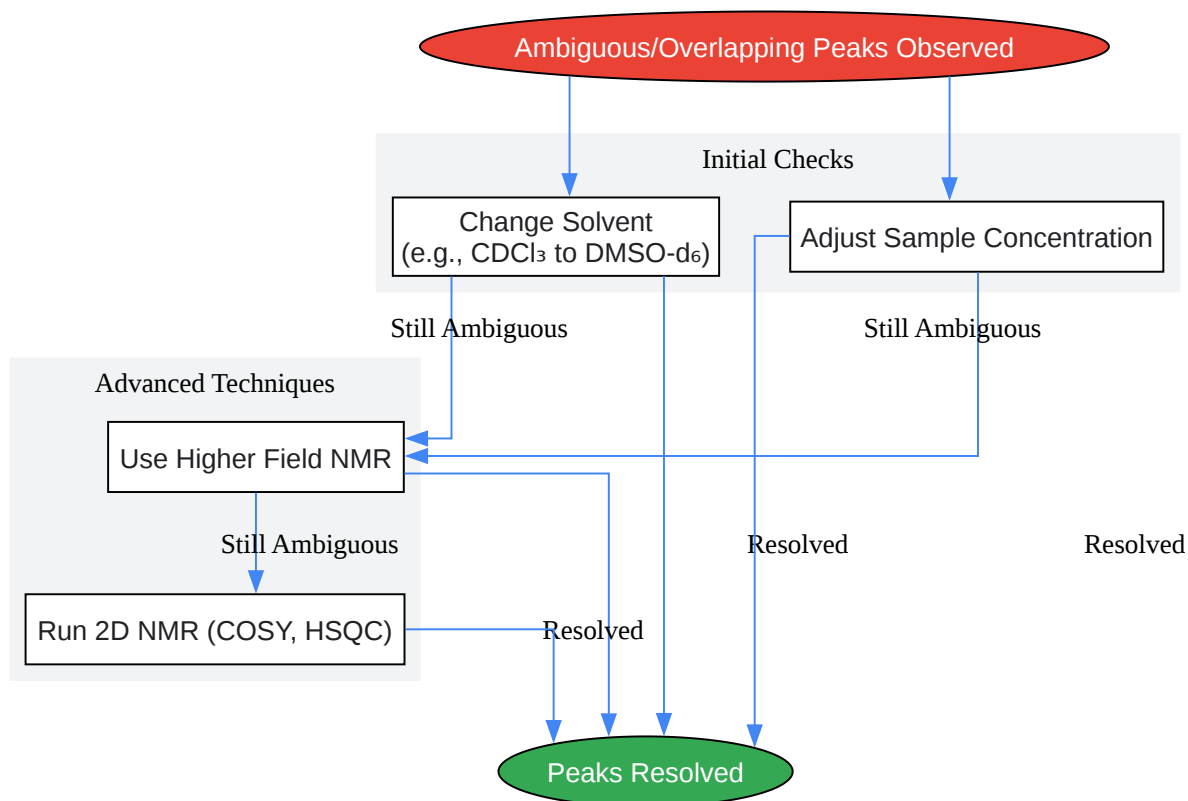 Ambiguous/Overlapping Peaks Observed
Initial Checks
Change Solvent
(e.g., CDCl₃ to DMSO-d₆)
Adjust Sample Concentration
Still Ambiguous
Still Ambiguous
Advanced Techniques
Use Higher Field NMR
Still Ambiguous
Resolved
Resolved
Run 2D NMR (COSY, HSQC)
Resolved
Peaks Resolved